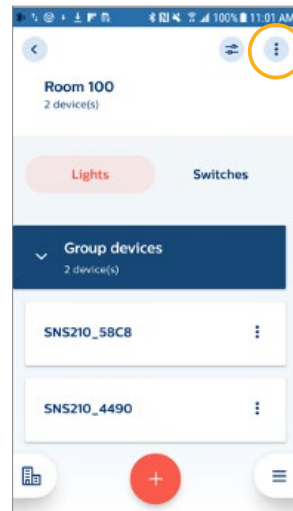 100% 11:01 AM
Room 100
2 device(s)
Lights Switches
Group devices
2 device(s)
SNS210_58C8
SNS210_4490